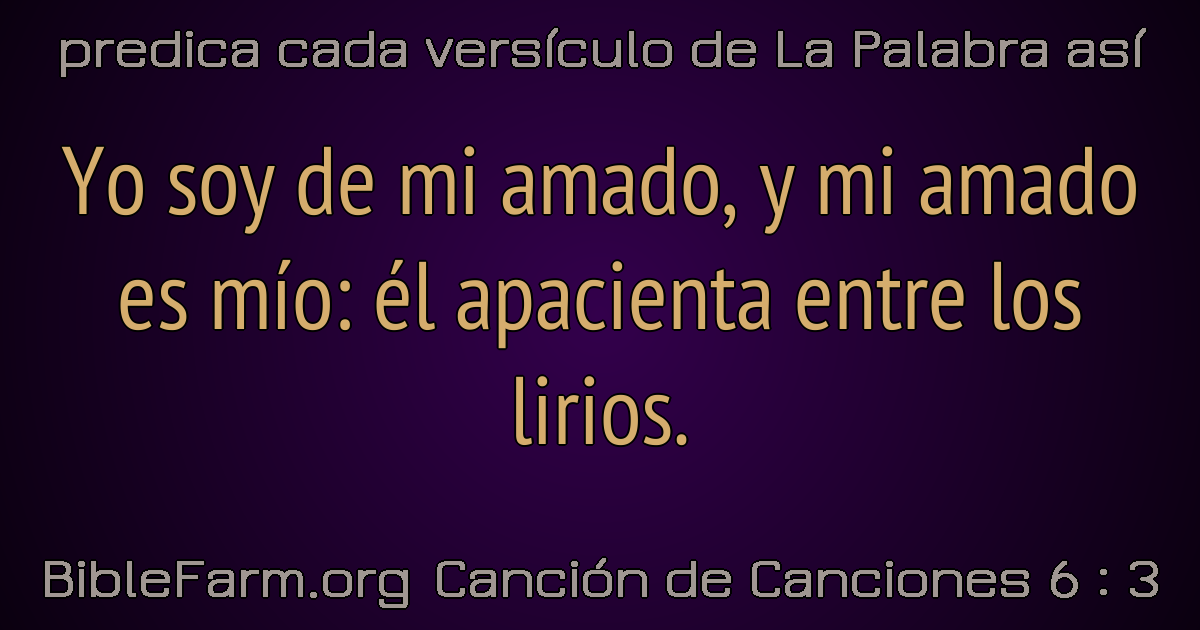 predica cada versículo de La Palabra así
Yo soy de mi amado, y mi amado
es mío: él apacienta entre los
lirios.
BibleFarm.org Canción de Canciones 6 : 3